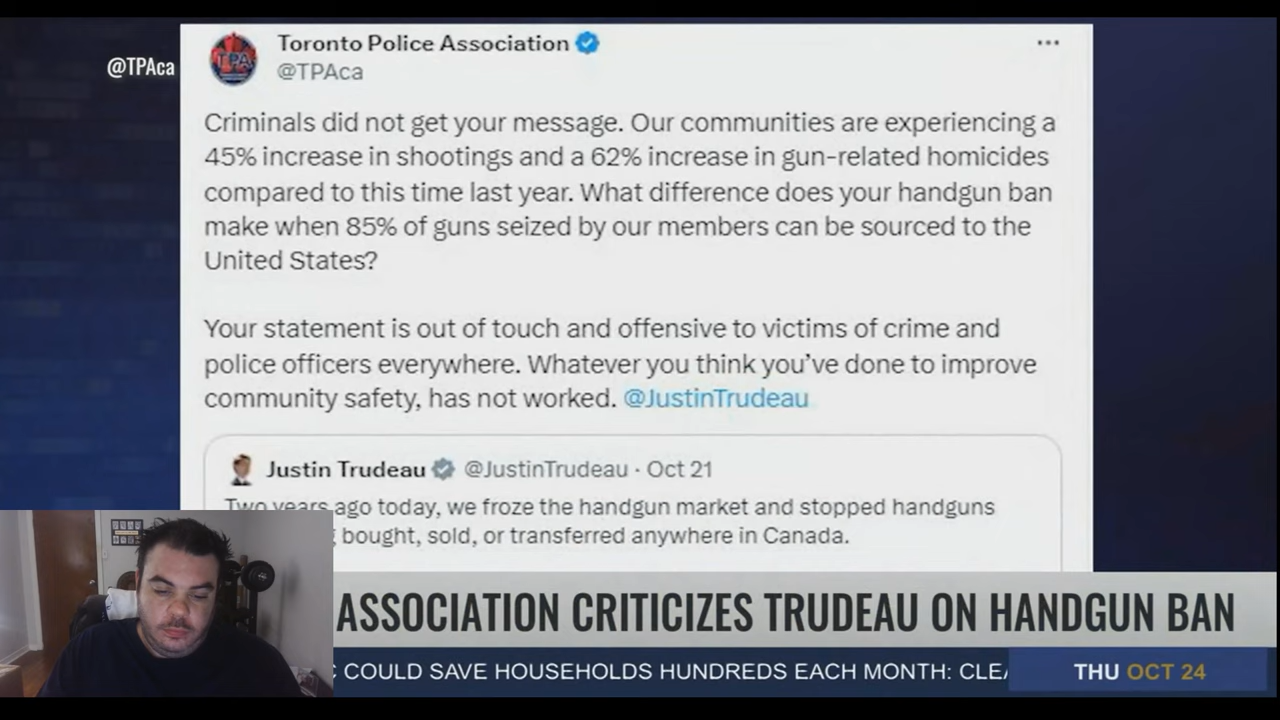 @TPAca
Toronto Police Association
@TPAca
Criminals did not get your message. Our communities are experiencing a
45% increase in shootings and a 62% increase in gun-related homicides
compared to this time last year. What difference does your handgun ban
make when 85% of guns seized by our members can be sourced to the
United States?
Your statement is out of touch and offensive to victims of crime and
police officers everywhere. Whatever you think you've done to improve
community safety, has not worked. @JustinTrudeau
Justin Trudeau @JustinTrudeau · Oct 21
Two years ago today, we froze the handgun market and stopped handguns
bought, sold, or transferred anywhere in Canada.
ASSOCIATION CRITICIZES TRUDEAU ON HANDGUN BAN
COULD SAVE HOUSEHOLDS HUNDREDS EACH MONTH:
THU OCT 24